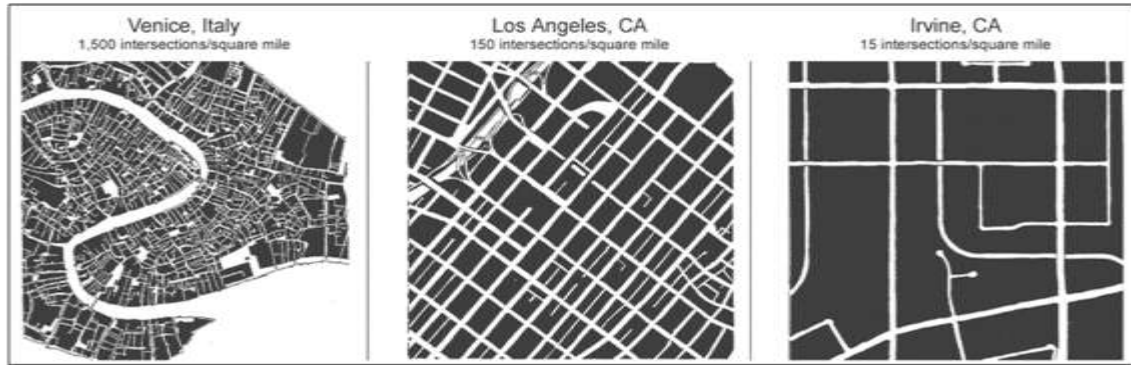 Venice, Italy
1,500 intersections/square mile
Los Angeles, CA
150 intersections/square mile
Irvine, CA
15 intersections/square mile